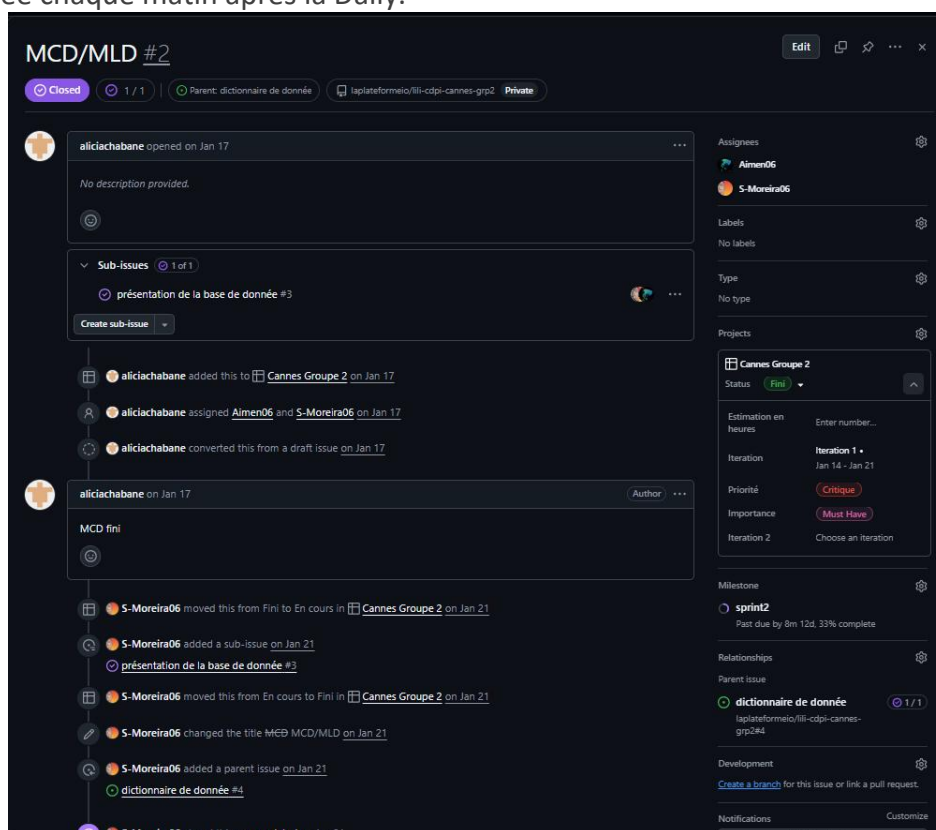 ée chaque matin après la Daily.
MCD/MLD #2
Edit
Closed
1 / 1
Parent: dictionnaire de donnée
laplateformeio/lili-cdpi-cannes-grp2 Private
aliciachabane opened on Jan 17
No description provided.
Sub-issues 1 of 1
présentation de la base de donnée #3
Create sub-issue
aliciachabane added this to Cannes Groupe 2 on Jan 17
aliciachabane assigned Aimen06 and S-Moreira06 on Jan 17
aliciachabane converted this from a draft issue on Jan 17
aliciachabane on Jan 17
Author
MCD fini
S-Moreira06 moved this from Fini to En cours in Cannes Groupe 2 on Jan 21
S-Moreira06 added a sub-issue on Jan 21
présentation de la base de donnée #3
S-Moreira06 moved this from En cours to Fini in Cannes Groupe 2 on Jan 21
S-Moreira06 changed the title MCD MCD/MLD on Jan 21
S-Moreira06 added a parent issue on Jan 21
dictionnaire de donnée #4
Assignees
Aimen06
S-Moreira06
Labels
No labels
Type
No type
Projects
Cannes Groupe 2
Status Fini
Estimation en
heures
Enter number...
Iteration
Iteration 1 •
Jan 14 - Jan 21
Priorité
Critique
Importance
Must Have
Iteration 2
Choose an iteration
Milestone
sprint2
Past due by 8m 12d, 33% complete
Relationships
Parent issue
dictionnaire de donnée
1/1
laplateformeio/lili-cdpi-cannes-
grp2#4
Development
Create a branch for this issue or link a pull request.
Notifications
Customize